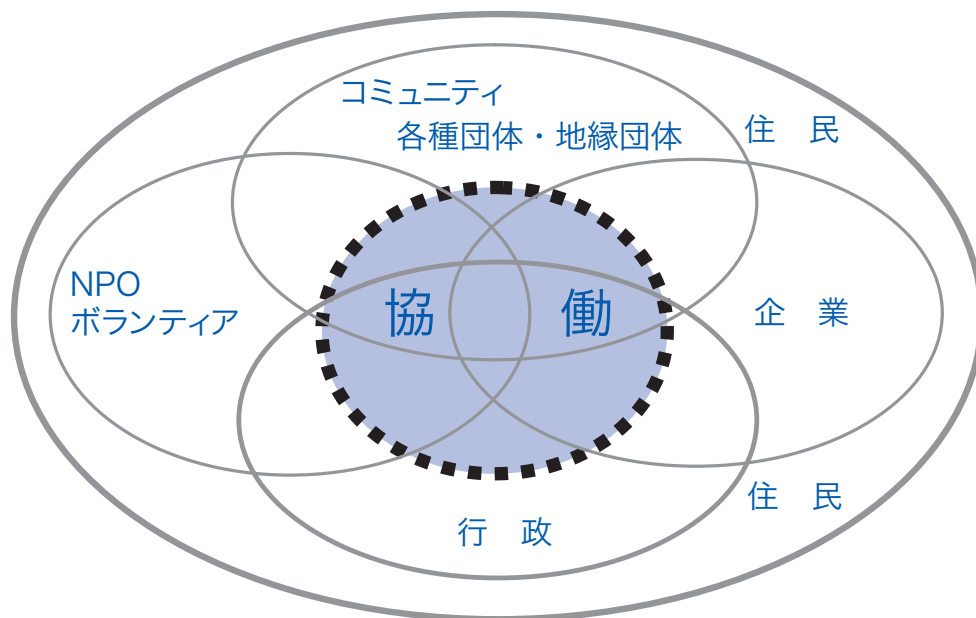 コミュニティ
各種団体・地縁団体
住　民
NPO
ボランティア
協　働
企　業
住　民
行　政